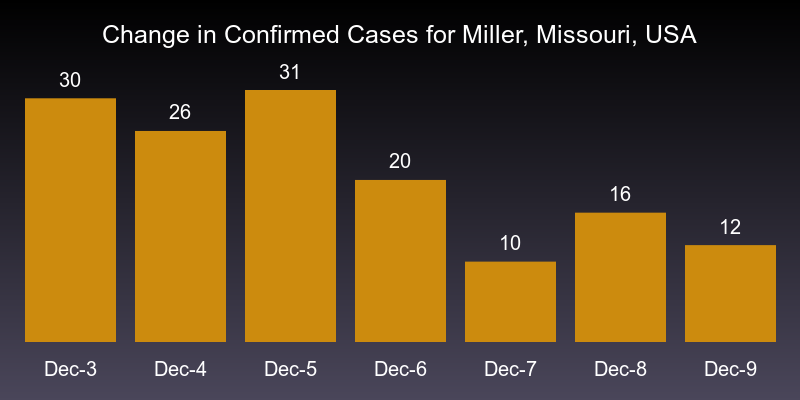 Change in Confirmed Cases for Miller, Missouri, USA
30
26
31
20
10
16
12
Dec-3
Dec-4
Dec-5
Dec-6
Dec-7
Dec-8
Dec-9